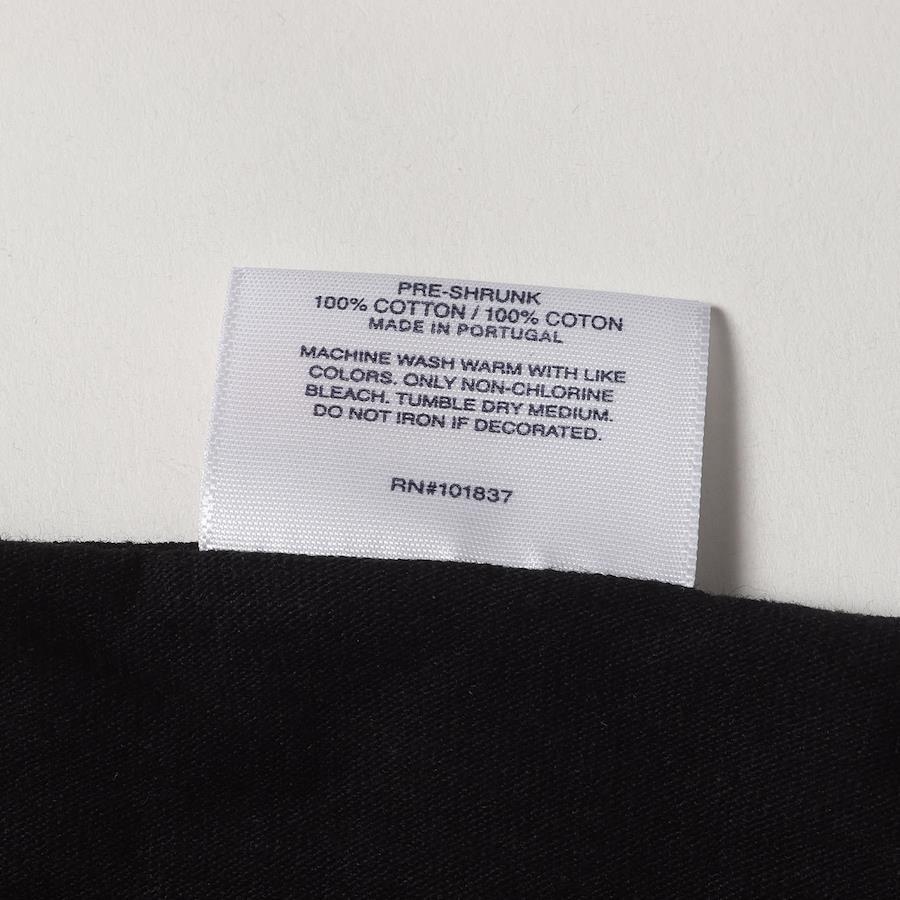 PRE-SHRUNK
100% COTTON / 100% COTON
MADE IN PORTUGAL
MACHINE WASH WARM WITH LIKE
COLORS. ONLY NON-CHLORINE
BLEACH. TUMBLE DRY MEDIUM.
DO NOT IRON IF DECORATED.
RN#101837